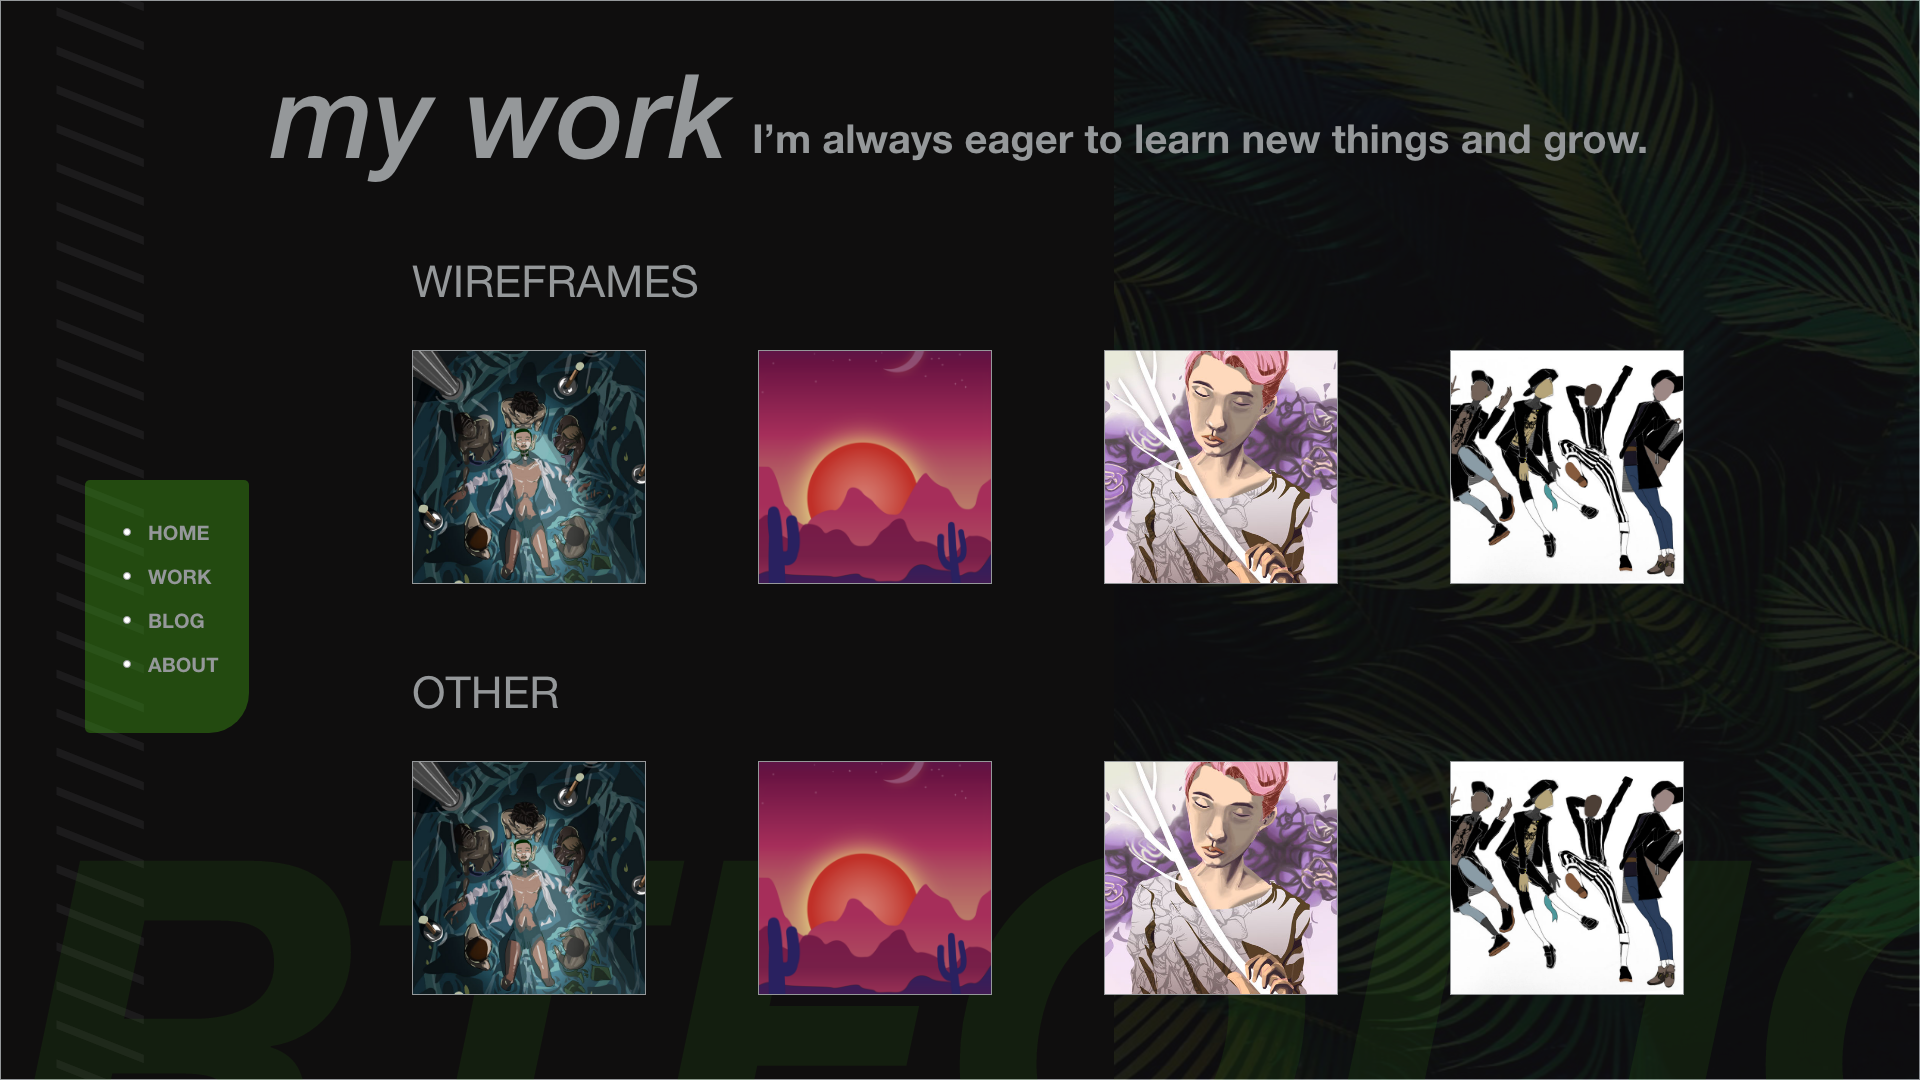 my work I’m always eager to learn new things and grow.
WIREFRAMES
HOME
WORK
BLOG
ABOUT
OTHER